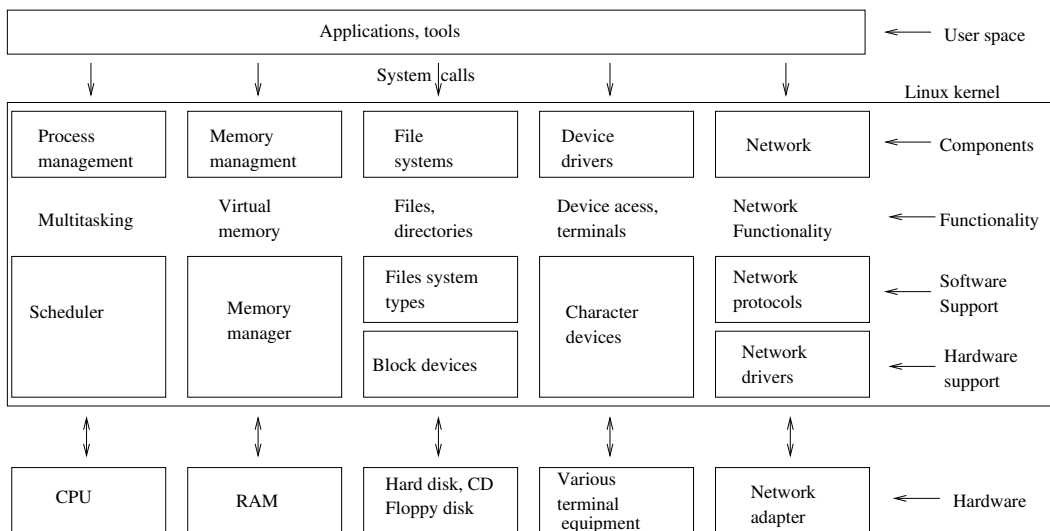 Applications, tools
User space
System calls
Linux kernel
Process
management
Memory
managment
File
systems
Device
drivers
Network
Components
Multitasking
Virtual
memory
Files,
directories
Device acess,
terminals
Network
Functionality
Functionality
Scheduler
Memory
manager
Files system
types
Block devices
Character
devices
Network
protocols
Network
drivers
Software
Support
Hardware
support
CPU
RAM
Hard disk, CD
Floppy disk
Various
terminal
equipment
Network
adapter
Hardware